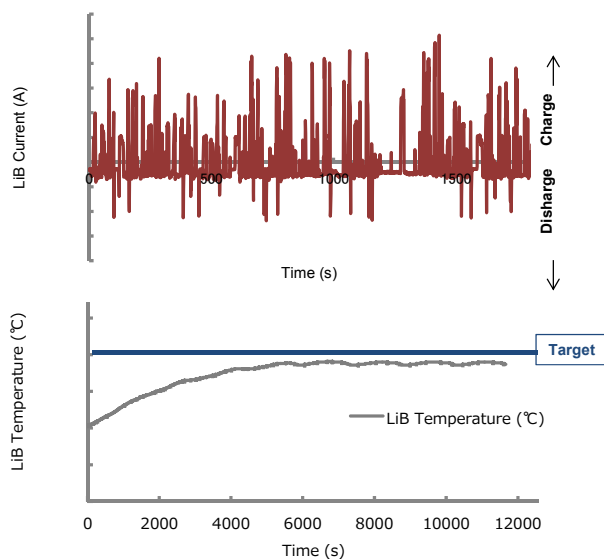 LiB Current (A)
0
500
1000
1500
Charge
Disharge
Time (s)
LiB Temperature (℃)
Target
LiB Temperature (℃)
0
2000
4000
6000
8000
10000
12000
Time (s)